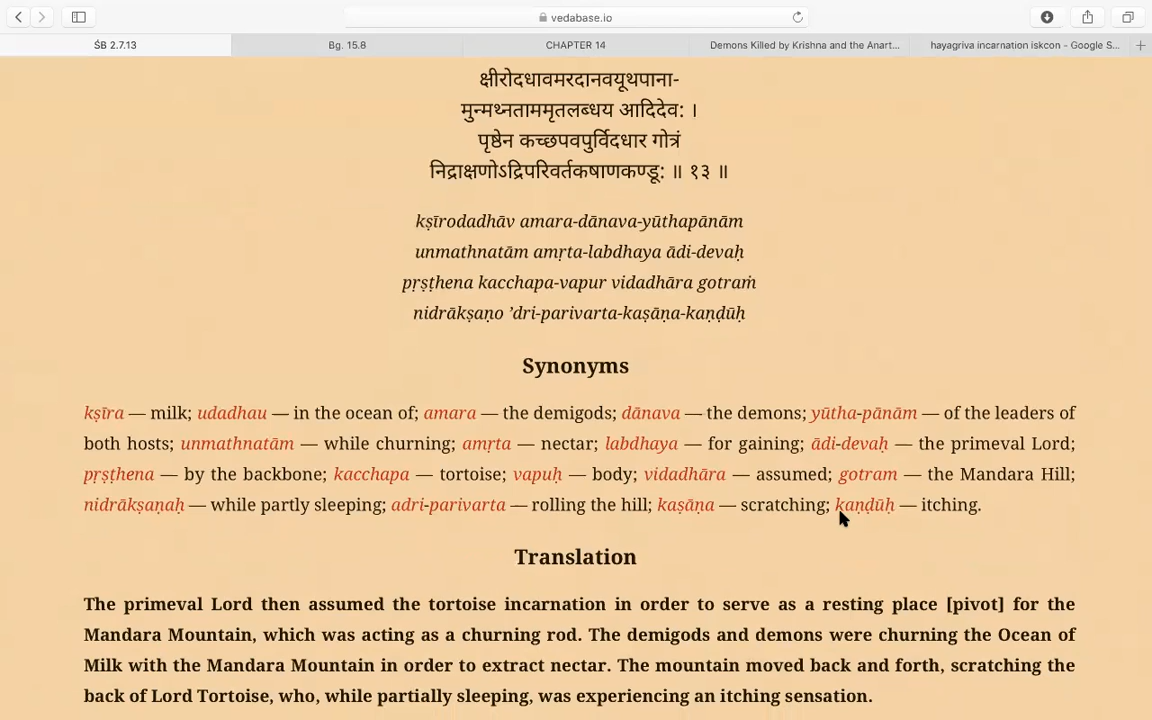 vedabase.io
ŚB 2.7.13
Bg. 15.8
CHAPTER 14
Demons Killed by Krishna and the Anart...
hayagriva incarnation iskcon - Google S...
क्षीरोदधावमरदानवयूथपाना-
मुन्मथ्नताममृतलब्धय आदिदेव: ।
पृष्ठेन कच्छपवपुर्विदधार गोत्रं
निद्राक्षणोऽद्रिपरिवर्तकषाणकण्डू: ॥ १३ ॥
kṣīrodadhāv amara-dānava-yūthapānām
unmathnatām amṛta-labdhaya ādi-devaḥ
pṛṣṭhena kacchapa-vapur vidadhāra gotraṁ
nidrākṣaṇo ’dri-parivarta-kaṣāṇa-kaṇḍūḥ
Synonyms
kṣīra — milk; udadhau — in the ocean of; amara — the demigods; dānava — the demons; yūtha-pānām — of the leaders of
both hosts; unmathnatām — while churning; amṛta — nectar; labdhaya — for gaining; ādi-devaḥ — the primeval Lord;
pṛṣṭhena — by the backbone; kacchapa — tortoise; vapuḥ — body; vidadhāra — assumed; gotram — the Mandara Hill;
nidrākṣaṇaḥ — while partly sleeping; adri-parivarta — rolling the hill; kaṣāṇa — scratching; kaṇḍūḥ — itching.
Translation
The primeval Lord then assumed the tortoise incarnation in order to serve as a resting place [pivot] for the
Mandara Mountain, which was acting as a churning rod. The demigods and demons were churning the Ocean of
Milk with the Mandara Mountain in order to extract nectar. The mountain moved back and forth, scratching the
back of Lord Tortoise, who, while partially sleeping, was experiencing an itching sensation.